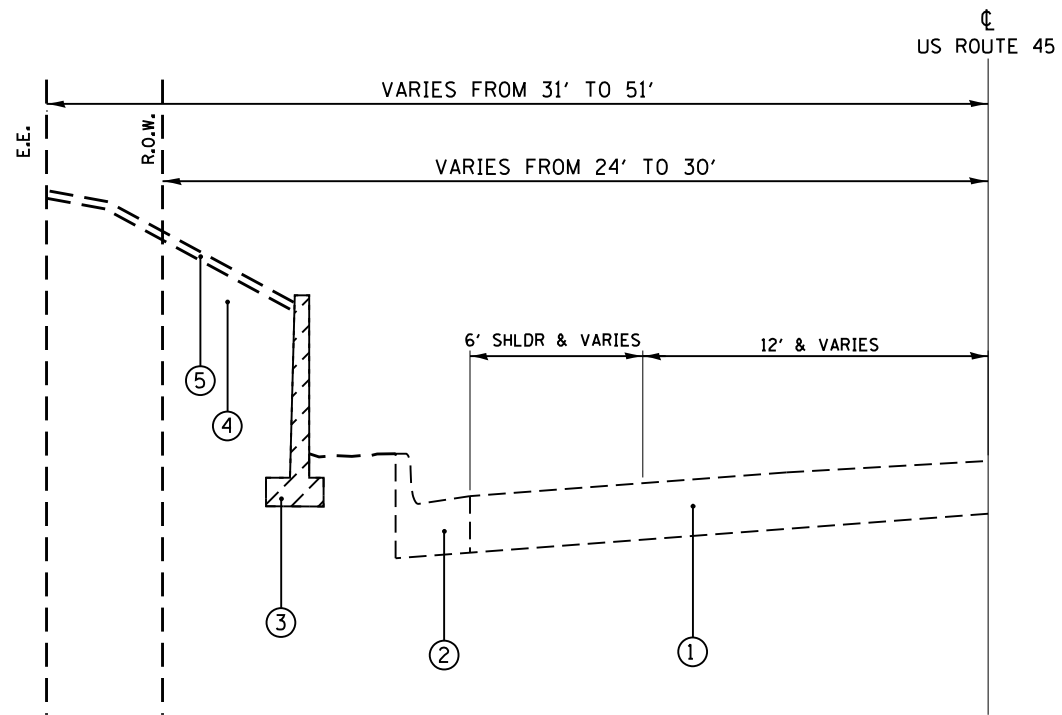 ℄
US ROUTE 45
VARIES FROM 31' TO 51'
E.E.
R.O.W.
VARIES FROM 24' TO 30'
6' SHLDR & VARIES
12' & VARIES
5
4
3
2
1